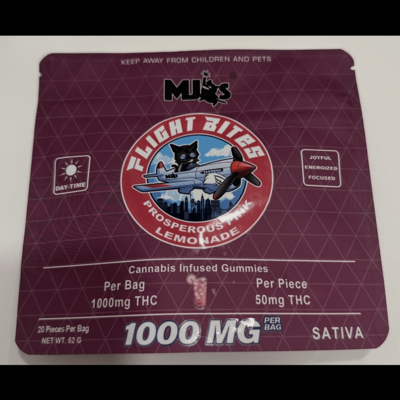 KEEP AWAY FROM CHILDREN AND PETS
MJ's®
FLIGHT BITES
PROSPEROUS PINK
LEMONADE
DAY-TIME
JOYFUL
ENERGIZED
FOCUSED
Cannabis Infused Gummies
Per Bag
1000mg THC
Per Piece
50mg THC
20 Pieces Per Bag
NET WT. 52 G
1000 MG PER
BAG
SATIVA